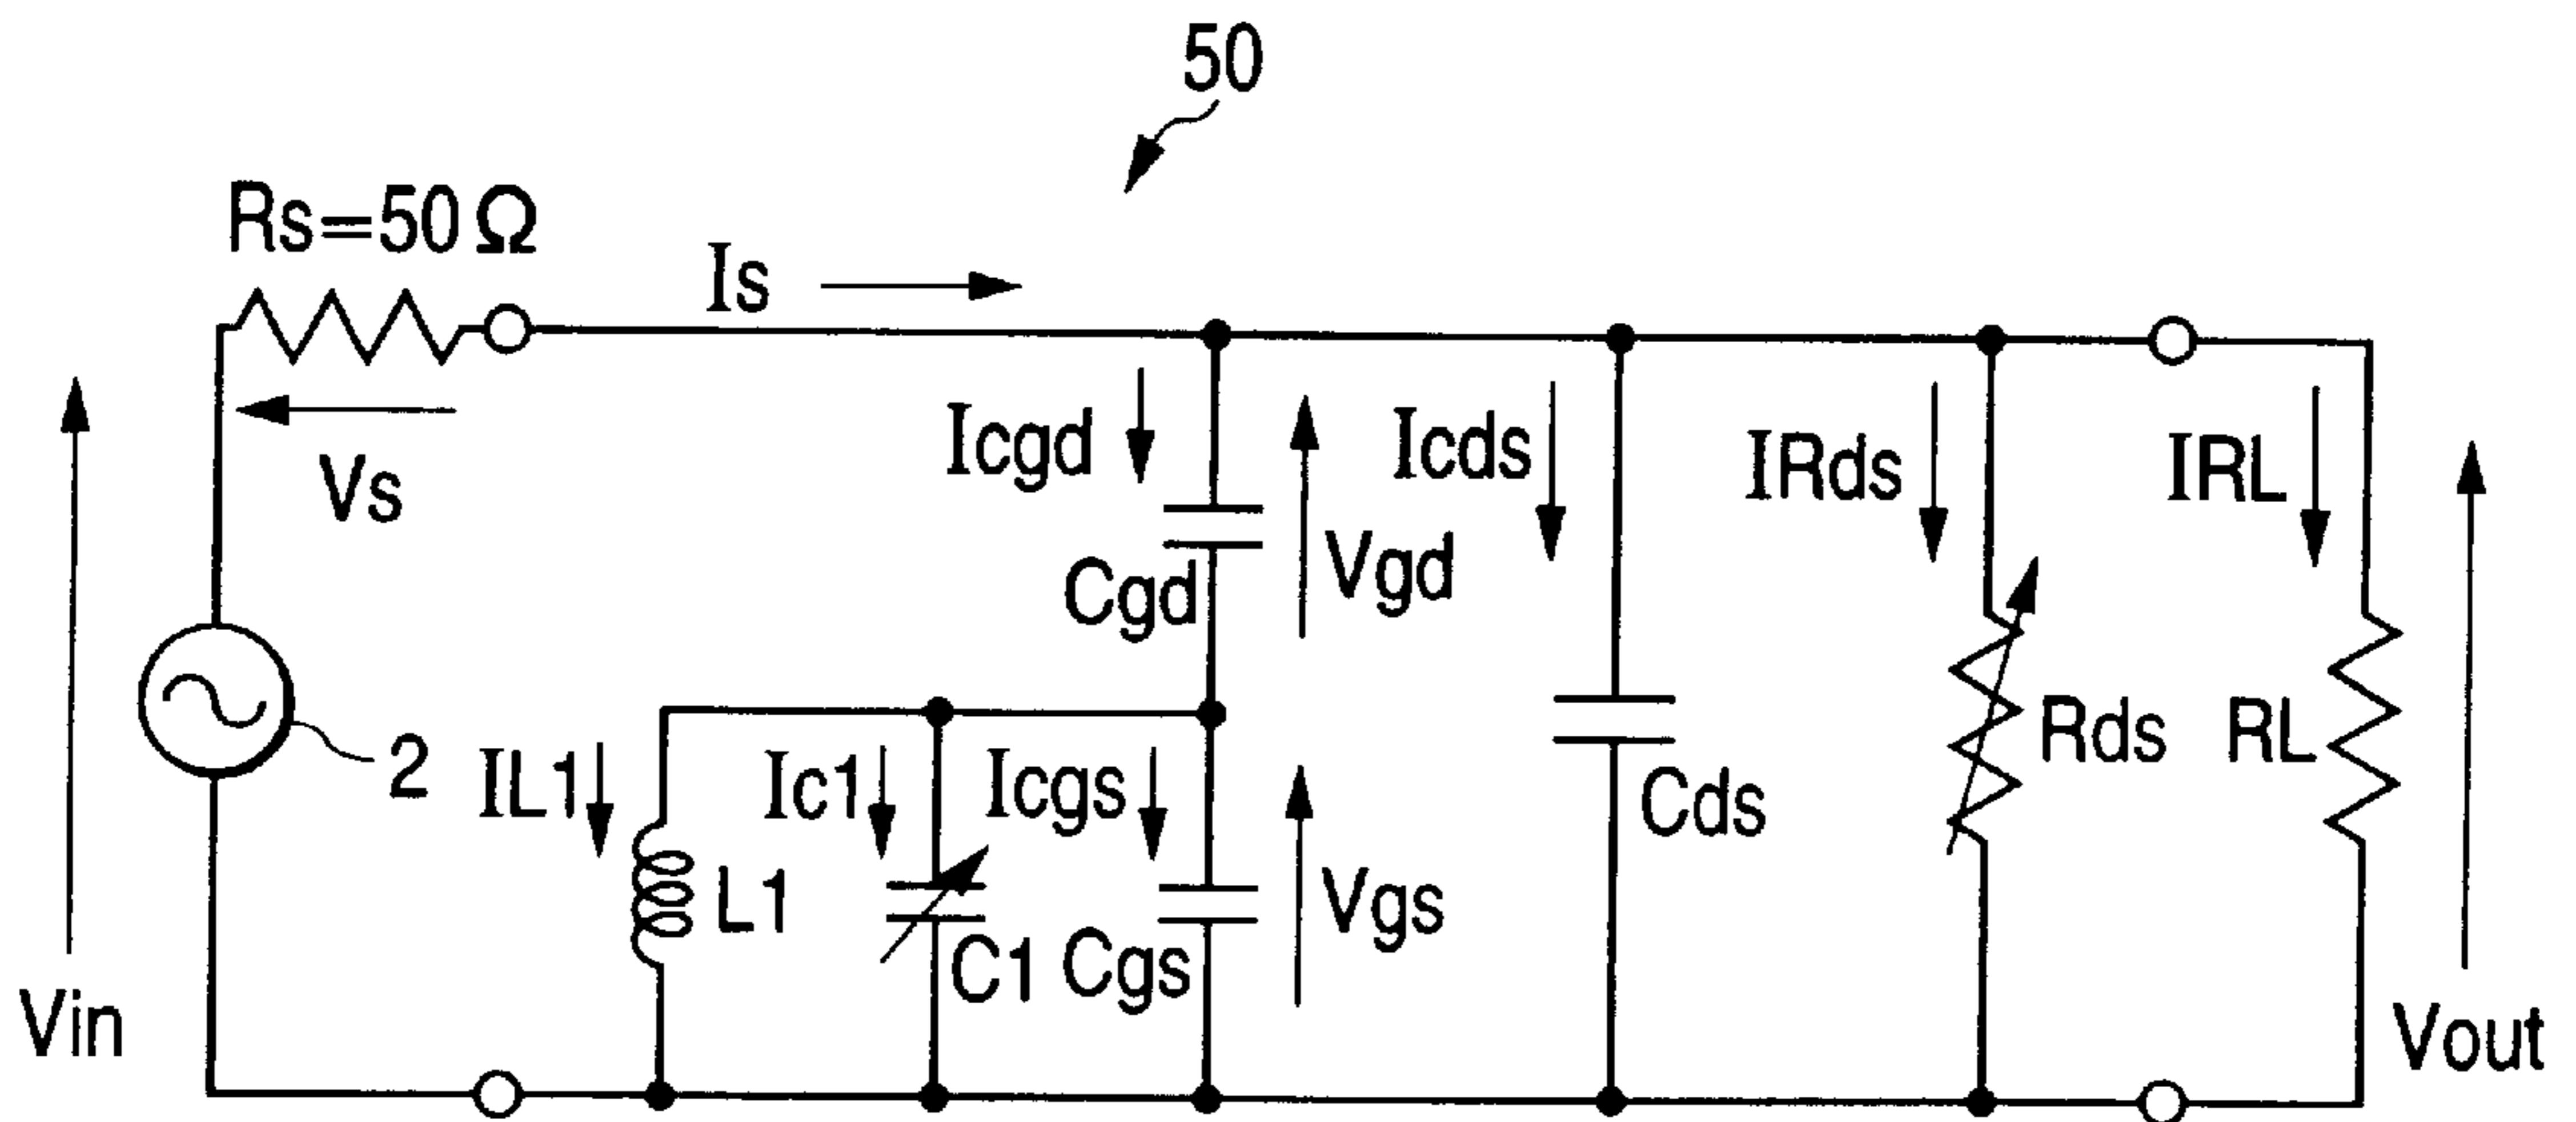 50
Rs=50Ω
Is
Vs
Icgd
Vgd
Icds
IRds
IRL
Cgd
2
IL1
Ic1
Icgs
L1
C1
Cgs
Vgs
Cds
Rds
RL
Vin
Vout